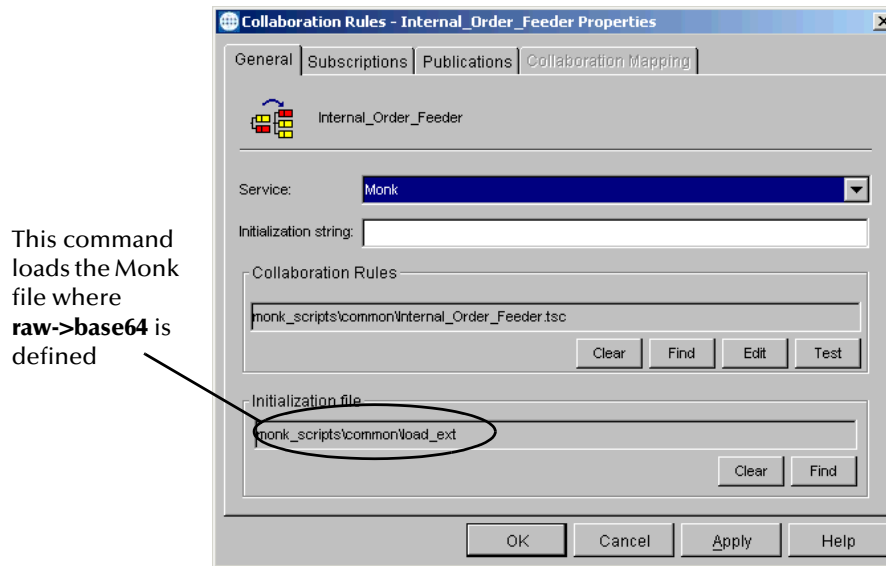 Collaboration Rules - Internal_Order_Feeder Properties
General Subscriptions Publications Collaboration Mapping
Internal_Order_Feeder
Service: Monk
Initialization string:
Collaboration Rules
monk_scripts\common\Internal_Order_Feeder.tsc
Clear Find Edit Test
This command
loads the Monk
file where
raw->base64 is
defined
Initialization file
monk_scripts\common\load_ext
Clear Find
OK Cancel Apply Help